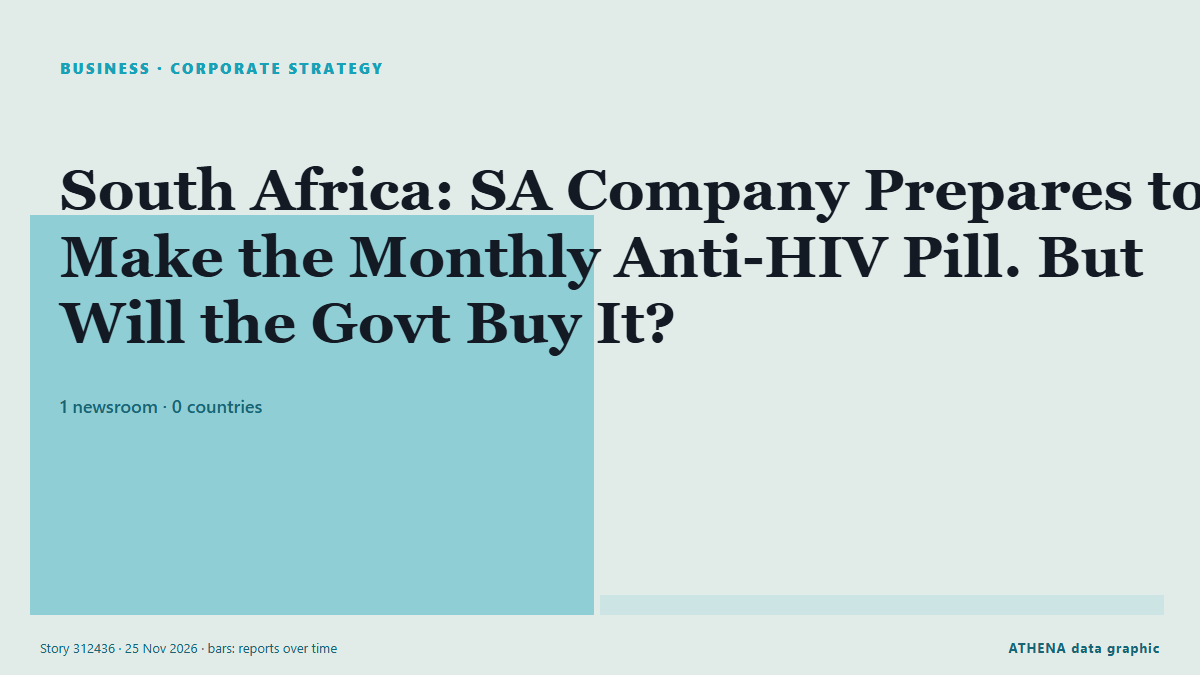 BUSINESS · CORPORATE STRATEGY
South Africa: SA Company Prepares to
Make the Monthly Anti-HIV Pill. But
Will the Govt Buy It?
1 newsroom · 0 countries
Story 312436 · 25 Nov 2026 · bars: reports over time
ATHENA data graphic